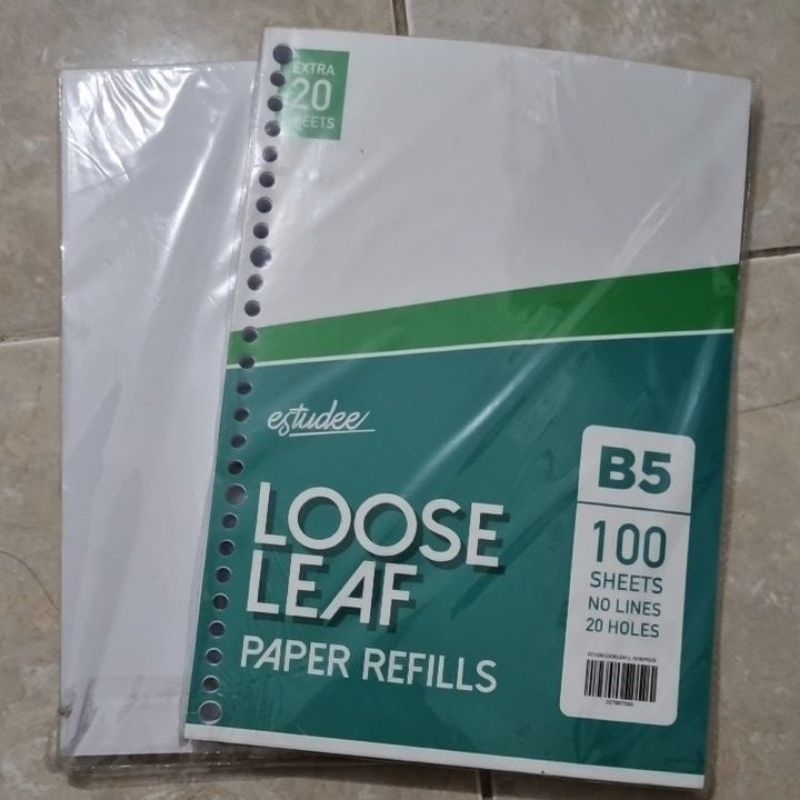 EXTRA
20
SHEETS
estudee
LOOSE
LEAF
PAPER REFILLS
B5
100
SHEETS
NO LINES
20 HOLES